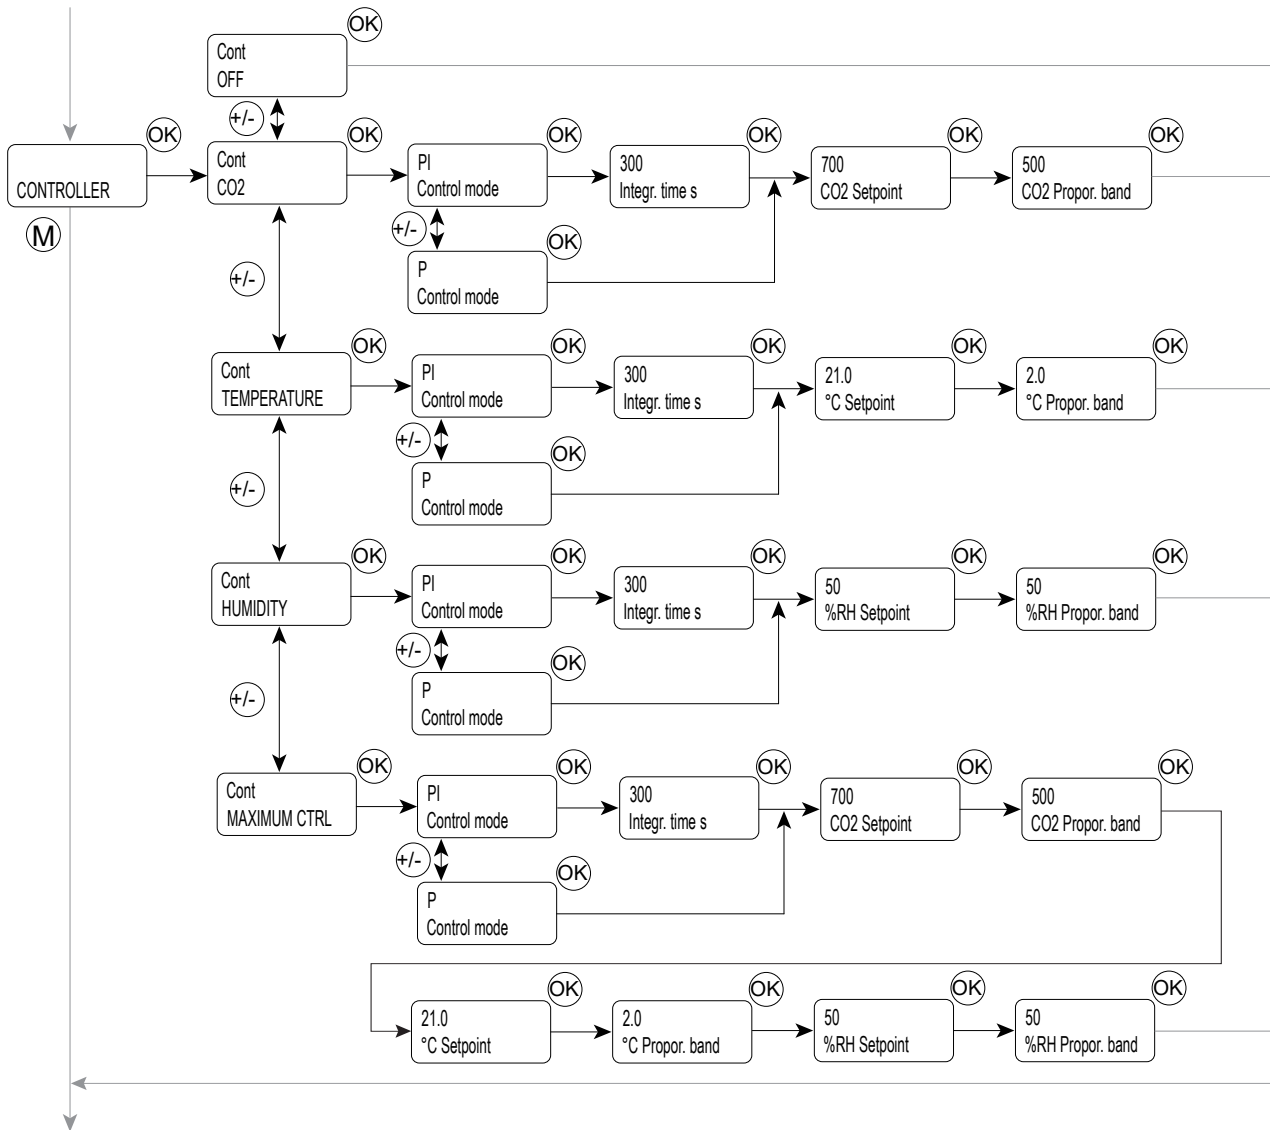 OK
Cont
OFF
+/-
OK
OK
OK
OK
OK
OK
CONTROLLER
Cont
CO2
PI
Control mode
300
Integr. time s
700
CO2 Setpoint
500
CO2 Propor. band
M
+/-
OK
P
Control mode
+/-
OK
OK
OK
OK
OK
Cont
TEMPERATURE
PI
Control mode
300
Integr. time s
21.0
°C Setpoint
2.0
°C Propor. band
+/-
OK
P
Control mode
+/-
OK
OK
OK
OK
OK
Cont
HUMIDITY
PI
Control mode
300
Integr. time s
50
%RH Setpoint
50
%RH Propor. band
+/-
OK
P
Control mode
+/-
OK
OK
OK
OK
OK
Cont
MAXIMUM CTRL
PI
Control mode
300
Integr. time s
700
CO2 Setpoint
500
CO2 Propor. band
+/-
OK
P
Control mode
OK
OK
OK
OK
21.0
°C Setpoint
2.0
°C Propor. band
50
%RH Setpoint
50
%RH Propor. band